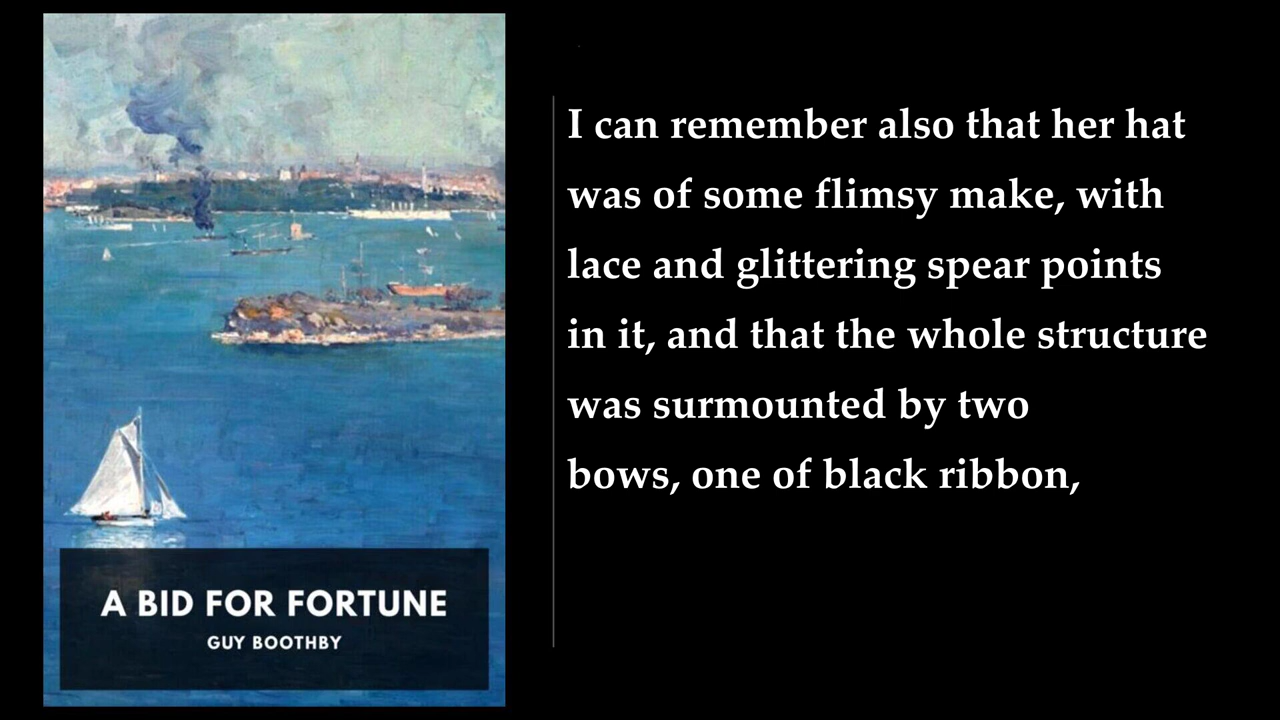 A BID FOR FORTUNE
GUY BOOTHBY
I can remember also that her hat
was of some flimsy make, with
lace and glittering spear points
in it, and that the whole structure
was surmounted by two
bows, one of black ribbon,